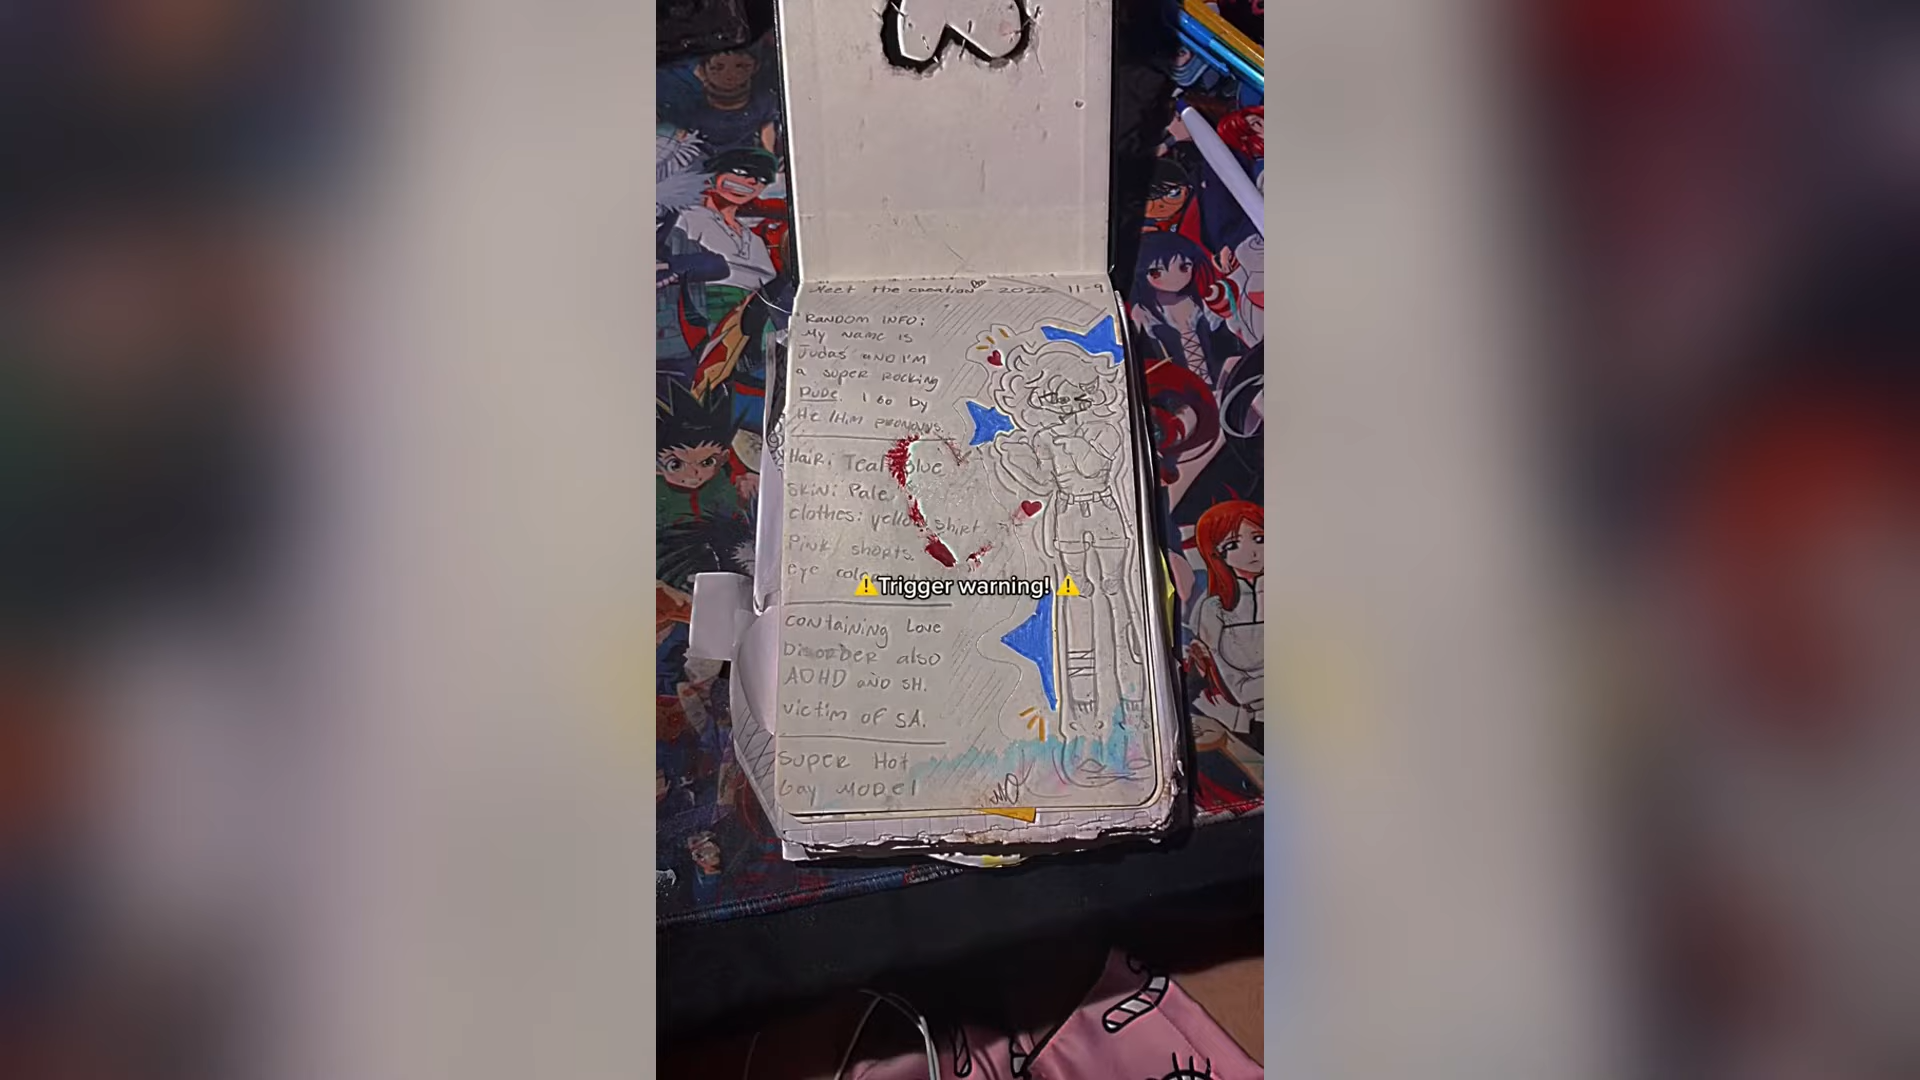 Meet the creation - 2022 11-9
RANDOM INFO:
My name is
Judas and I'm
a super rocking
DUDE. I Go by
He/Him pronouns.
Hair: Teal blue
Skin: Pale
clothes: yellow shirt
Pink shorts.
eye
⚠️Trigger warning!⚠️
containing Love
Disorder also
ADHD and SH.
victim of SA.
Super Hot
Gay MODEl